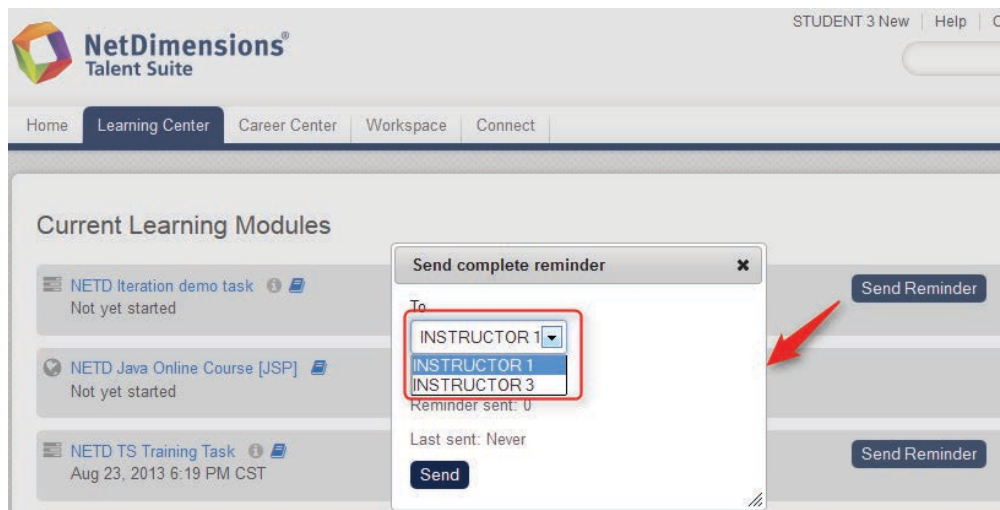 STUDENT 3 New Help
NetDimensions®
Talent Suite
Home Learning Center Career Center Workspace Connect
Current Learning Modules
NETD Iteration demo task
Not yet started
Send Reminder
NETD Java Online Course [JSP]
Not yet started
NETD TS Training Task
Aug 23, 2013 6:19 PM CST
Send Reminder
Send complete reminder
To
INSTRUCTOR 1
INSTRUCTOR 1
INSTRUCTOR 3
Reminder sent: 0
Last sent: Never
Send